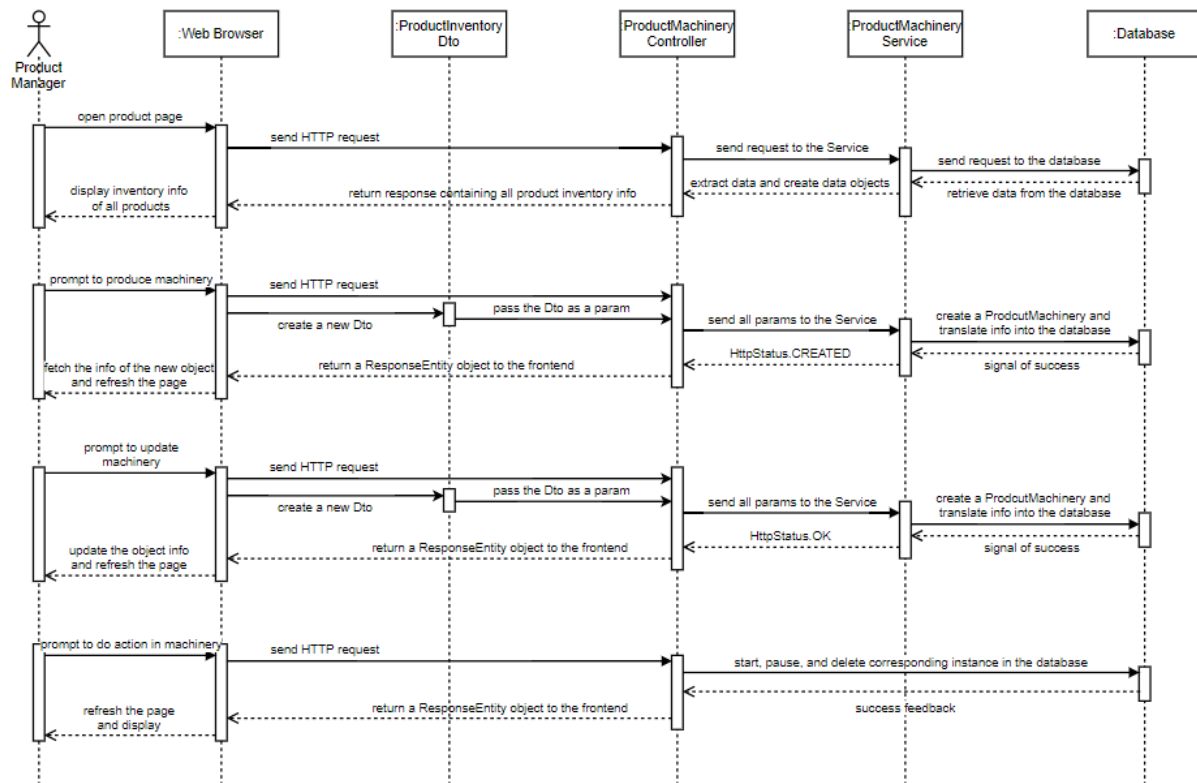 :Web Browser
:ProductInventory
Dto
:ProductMachinery
Controller
:ProductMachinery
Service
:Database
Product
Manager
open product page
send HTTP request
send request to the Service
send request to the database
display inventory info
of all products
return response containing all product inventory info
extract data and create data objects
retrieve data from the database
prompt to produce machinery
send HTTP request
create a new Dto
pass the Dto as a param
send all params to the Service
create a ProdcutMachinery and
translate info into the database
fetch the info of the new object
and refresh the page
return a ResponseEntity object to the frontend
HttpStatus.CREATED
signal of success
prompt to update
machinery
send HTTP request
create a new Dto
pass the Dto as a param
send all params to the Service
create a ProdcutMachinery and
translate info into the database
update the object info
and refresh the page
return a ResponseEntity object to the frontend
HttpStatus.OK
signal of success
prompt to do action in machinery
send HTTP request
start, pause, and delete corresponding instance in the database
refresh the page
and display
return a ResponseEntity object to the frontend
success feedback